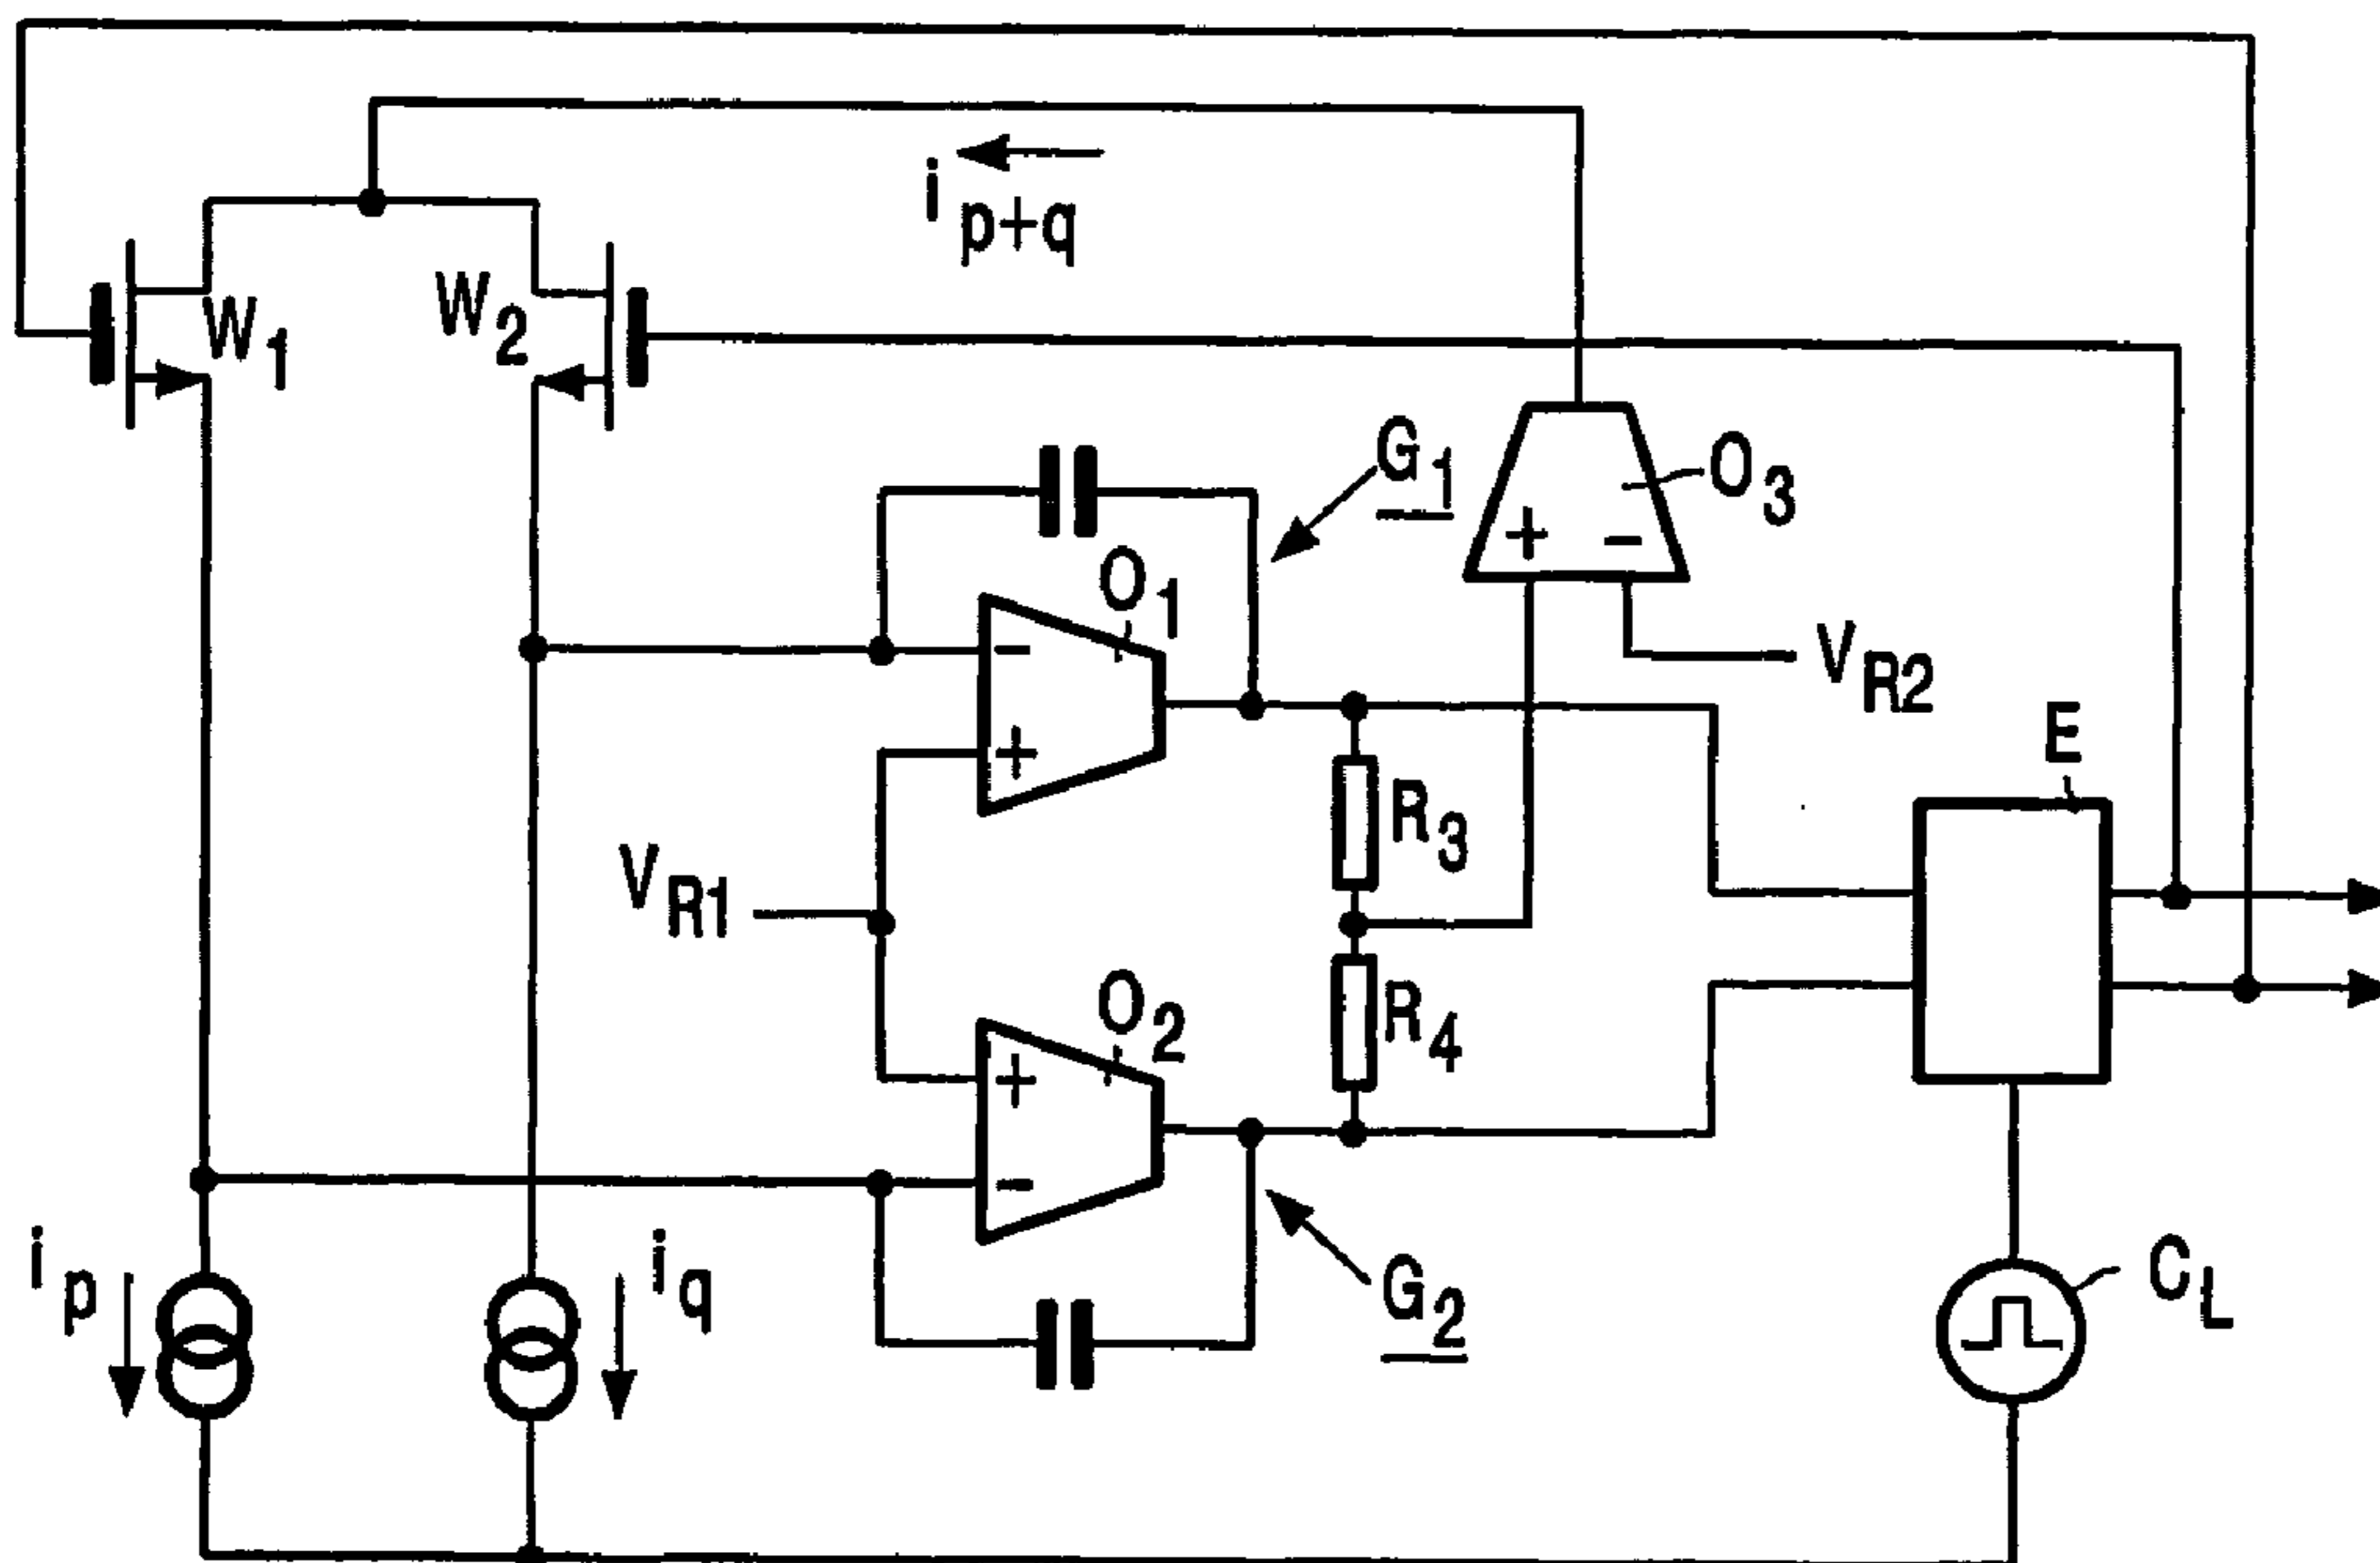 i p+q
W1
W2
G1
O3
+ -
O1
-
VR2
+
E
R3
VR1
O2
R4
+
-
ip
iq
G2
CL